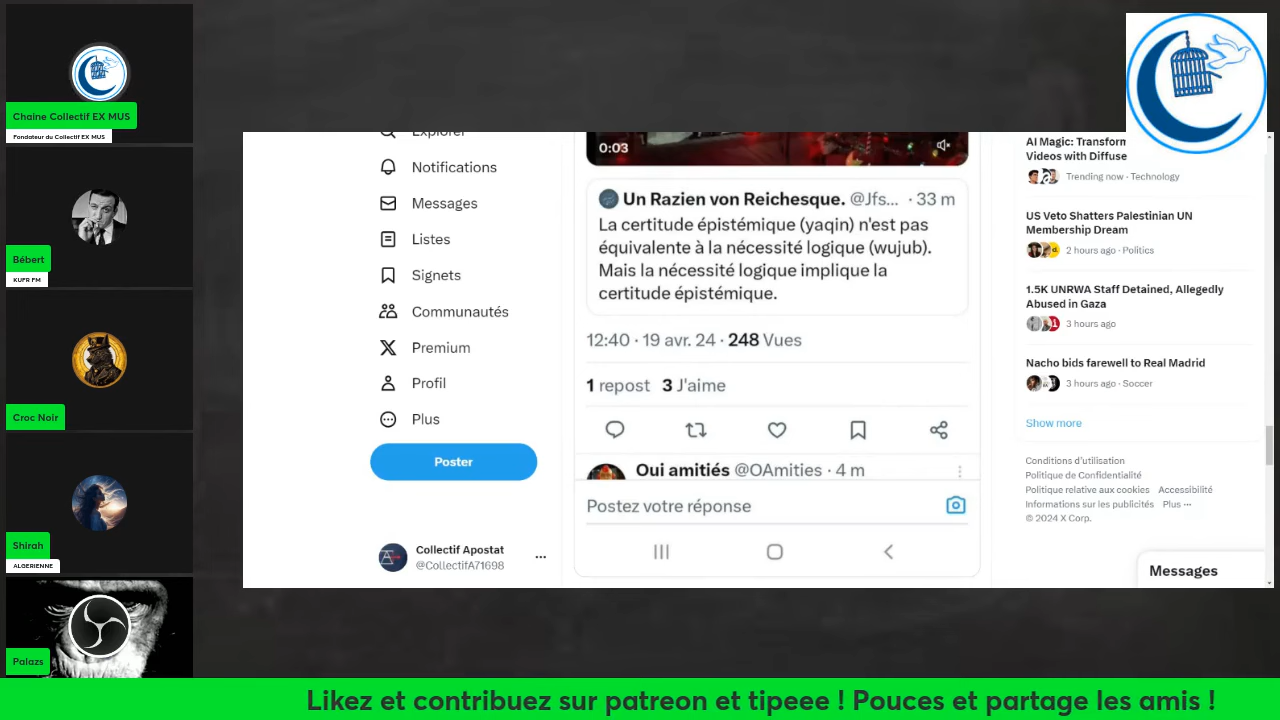 Chaine Collectif EX MUS
Fondateur du Collectif EX MUS
Bébert
KUFR FM
Croc Noir
Shirah
ALGERIENNE
Palazs
Explorer
Notifications
Messages
Listes
Signets
Communautés
Premium
Profil
Plus
Poster
Collectif Apostat
@CollectifA71698
0:03
Un Razien von Reichesque. @Jfs... · 33 m
La certitude épistémique (yaqin) n'est pas
équivalente à la nécessité logique (wujub).
Mais la nécessité logique implique la
certitude épistémique.
12:40 · 19 avr. 24 · 248 Vues
1 repost 3 J'aime
Oui amitiés @OAmities · 4 m
Postez votre réponse
AI Magic: Transform
Videos with Diffuse
Trending now · Technology
US Veto Shatters Palestinian UN
Membership Dream
2 hours ago · Politics
1.5K UNRWA Staff Detained, Allegedly
Abused in Gaza
3 hours ago
Nacho bids farewell to Real Madrid
3 hours ago · Soccer
Show more
Conditions d'utilisation
Politique de Confidentialité
Politique relative aux cookies Accessibilité
Informations sur les publicités Plus ···
© 2024 X Corp.
Messages
Likez et contribuez sur patreon et tipeee ! Pouces et partage les amis !